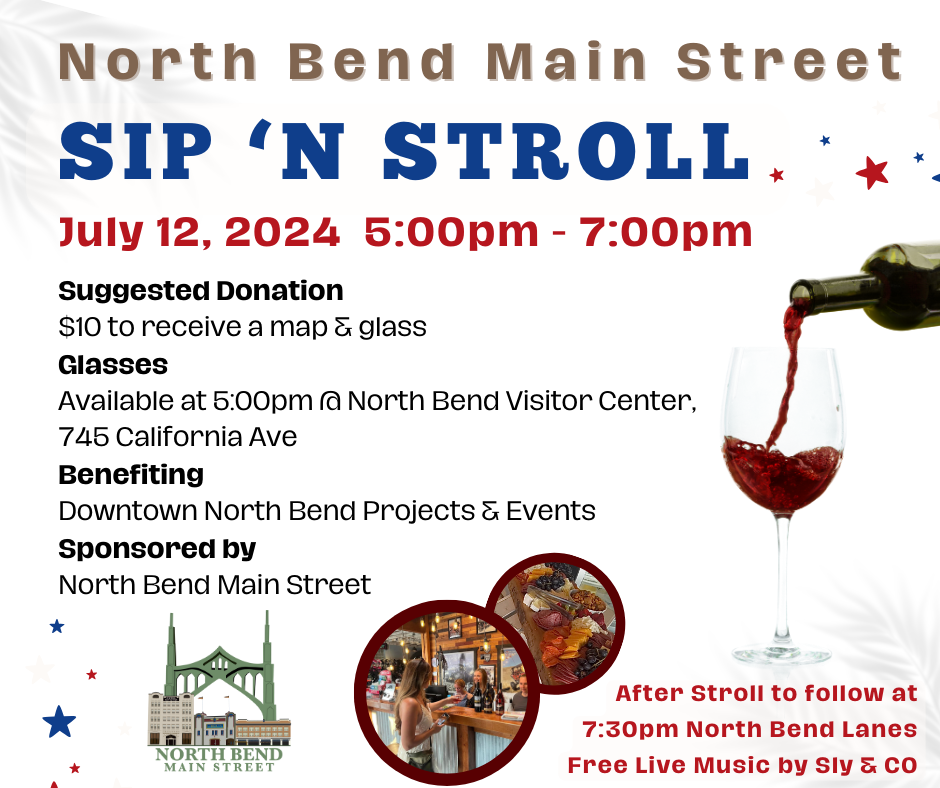 North Bend Main Street
SIP ‘N STROLL
July 12, 2024 5:00pm - 7:00pm
Suggested Donation
$10 to receive a map & glass
Glasses
Available at 5:00pm @ North Bend Visitor Center,
745 California Ave
Benefiting
Downtown North Bend Projects & Events
Sponsored by
North Bend Main Street
NORTH BEND
MAIN STREET
After Stroll to follow at
7:30pm North Bend Lanes
Free Live Music by Sly & CO